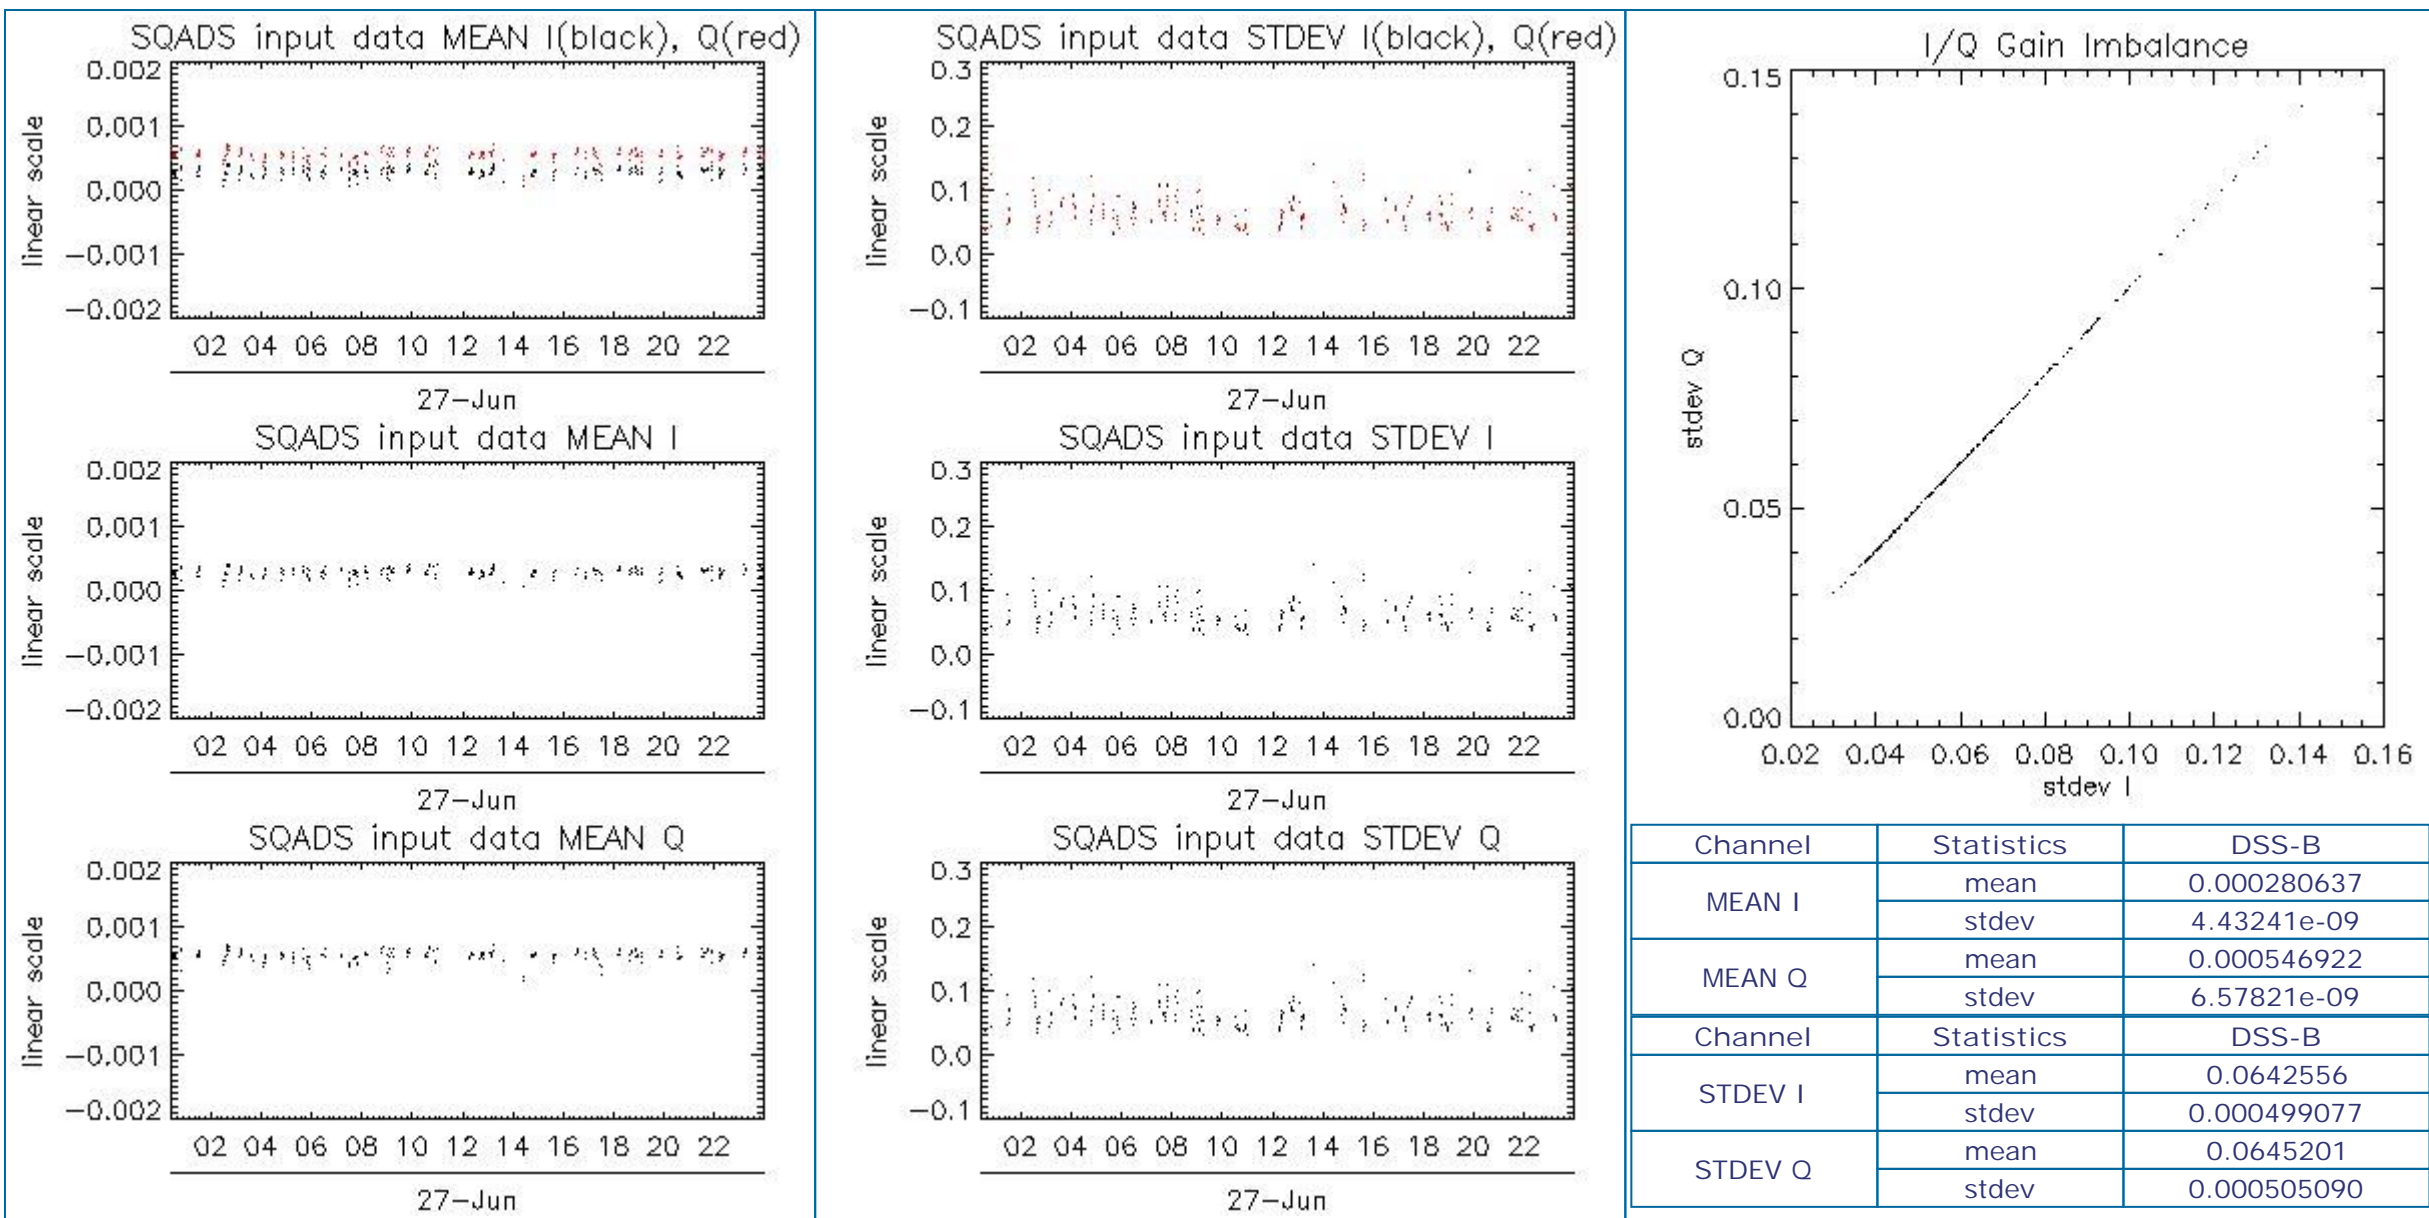 SQADS input data MEAN I(black), Q(red)
0.002
0.001
0.000
−0.001
−0.002
linear scale
02 04 06 08 10 12 14 16 18 20 22
27−Jun
SQADS input data MEAN I
0.002
0.001
0.000
−0.001
−0.002
linear scale
02 04 06 08 10 12 14 16 18 20 22
27−Jun
SQADS input data MEAN Q
0.002
0.001
0.000
−0.001
−0.002
linear scale
02 04 06 08 10 12 14 16 18 20 22
27−Jun
SQADS input data STDEV I(black), Q(red)
0.3
0.2
0.1
0.0
−0.1
linear scale
02 04 06 08 10 12 14 16 18 20 22
27−Jun
SQADS input data STDEV I
0.3
0.2
0.1
0.0
−0.1
linear scale
02 04 06 08 10 12 14 16 18 20 22
27−Jun
SQADS input data STDEV Q
0.3
0.2
0.1
0.0
−0.1
linear scale
02 04 06 08 10 12 14 16 18 20 22
27−Jun
I/Q Gain Imbalance
0.15
0.10
0.05
0.00
stdev Q
0.02 0.04 0.06 0.08 0.10 0.12 0.14 0.16
stdev I
Channel Statistics DSS-B
MEAN I mean 0.000280637
stdev 4.43241e-09
MEAN Q mean 0.000546922
stdev 6.57821e-09
Channel Statistics DSS-B
STDEV I mean 0.0642556
stdev 0.000499077
STDEV Q mean 0.0645201
stdev 0.000505090